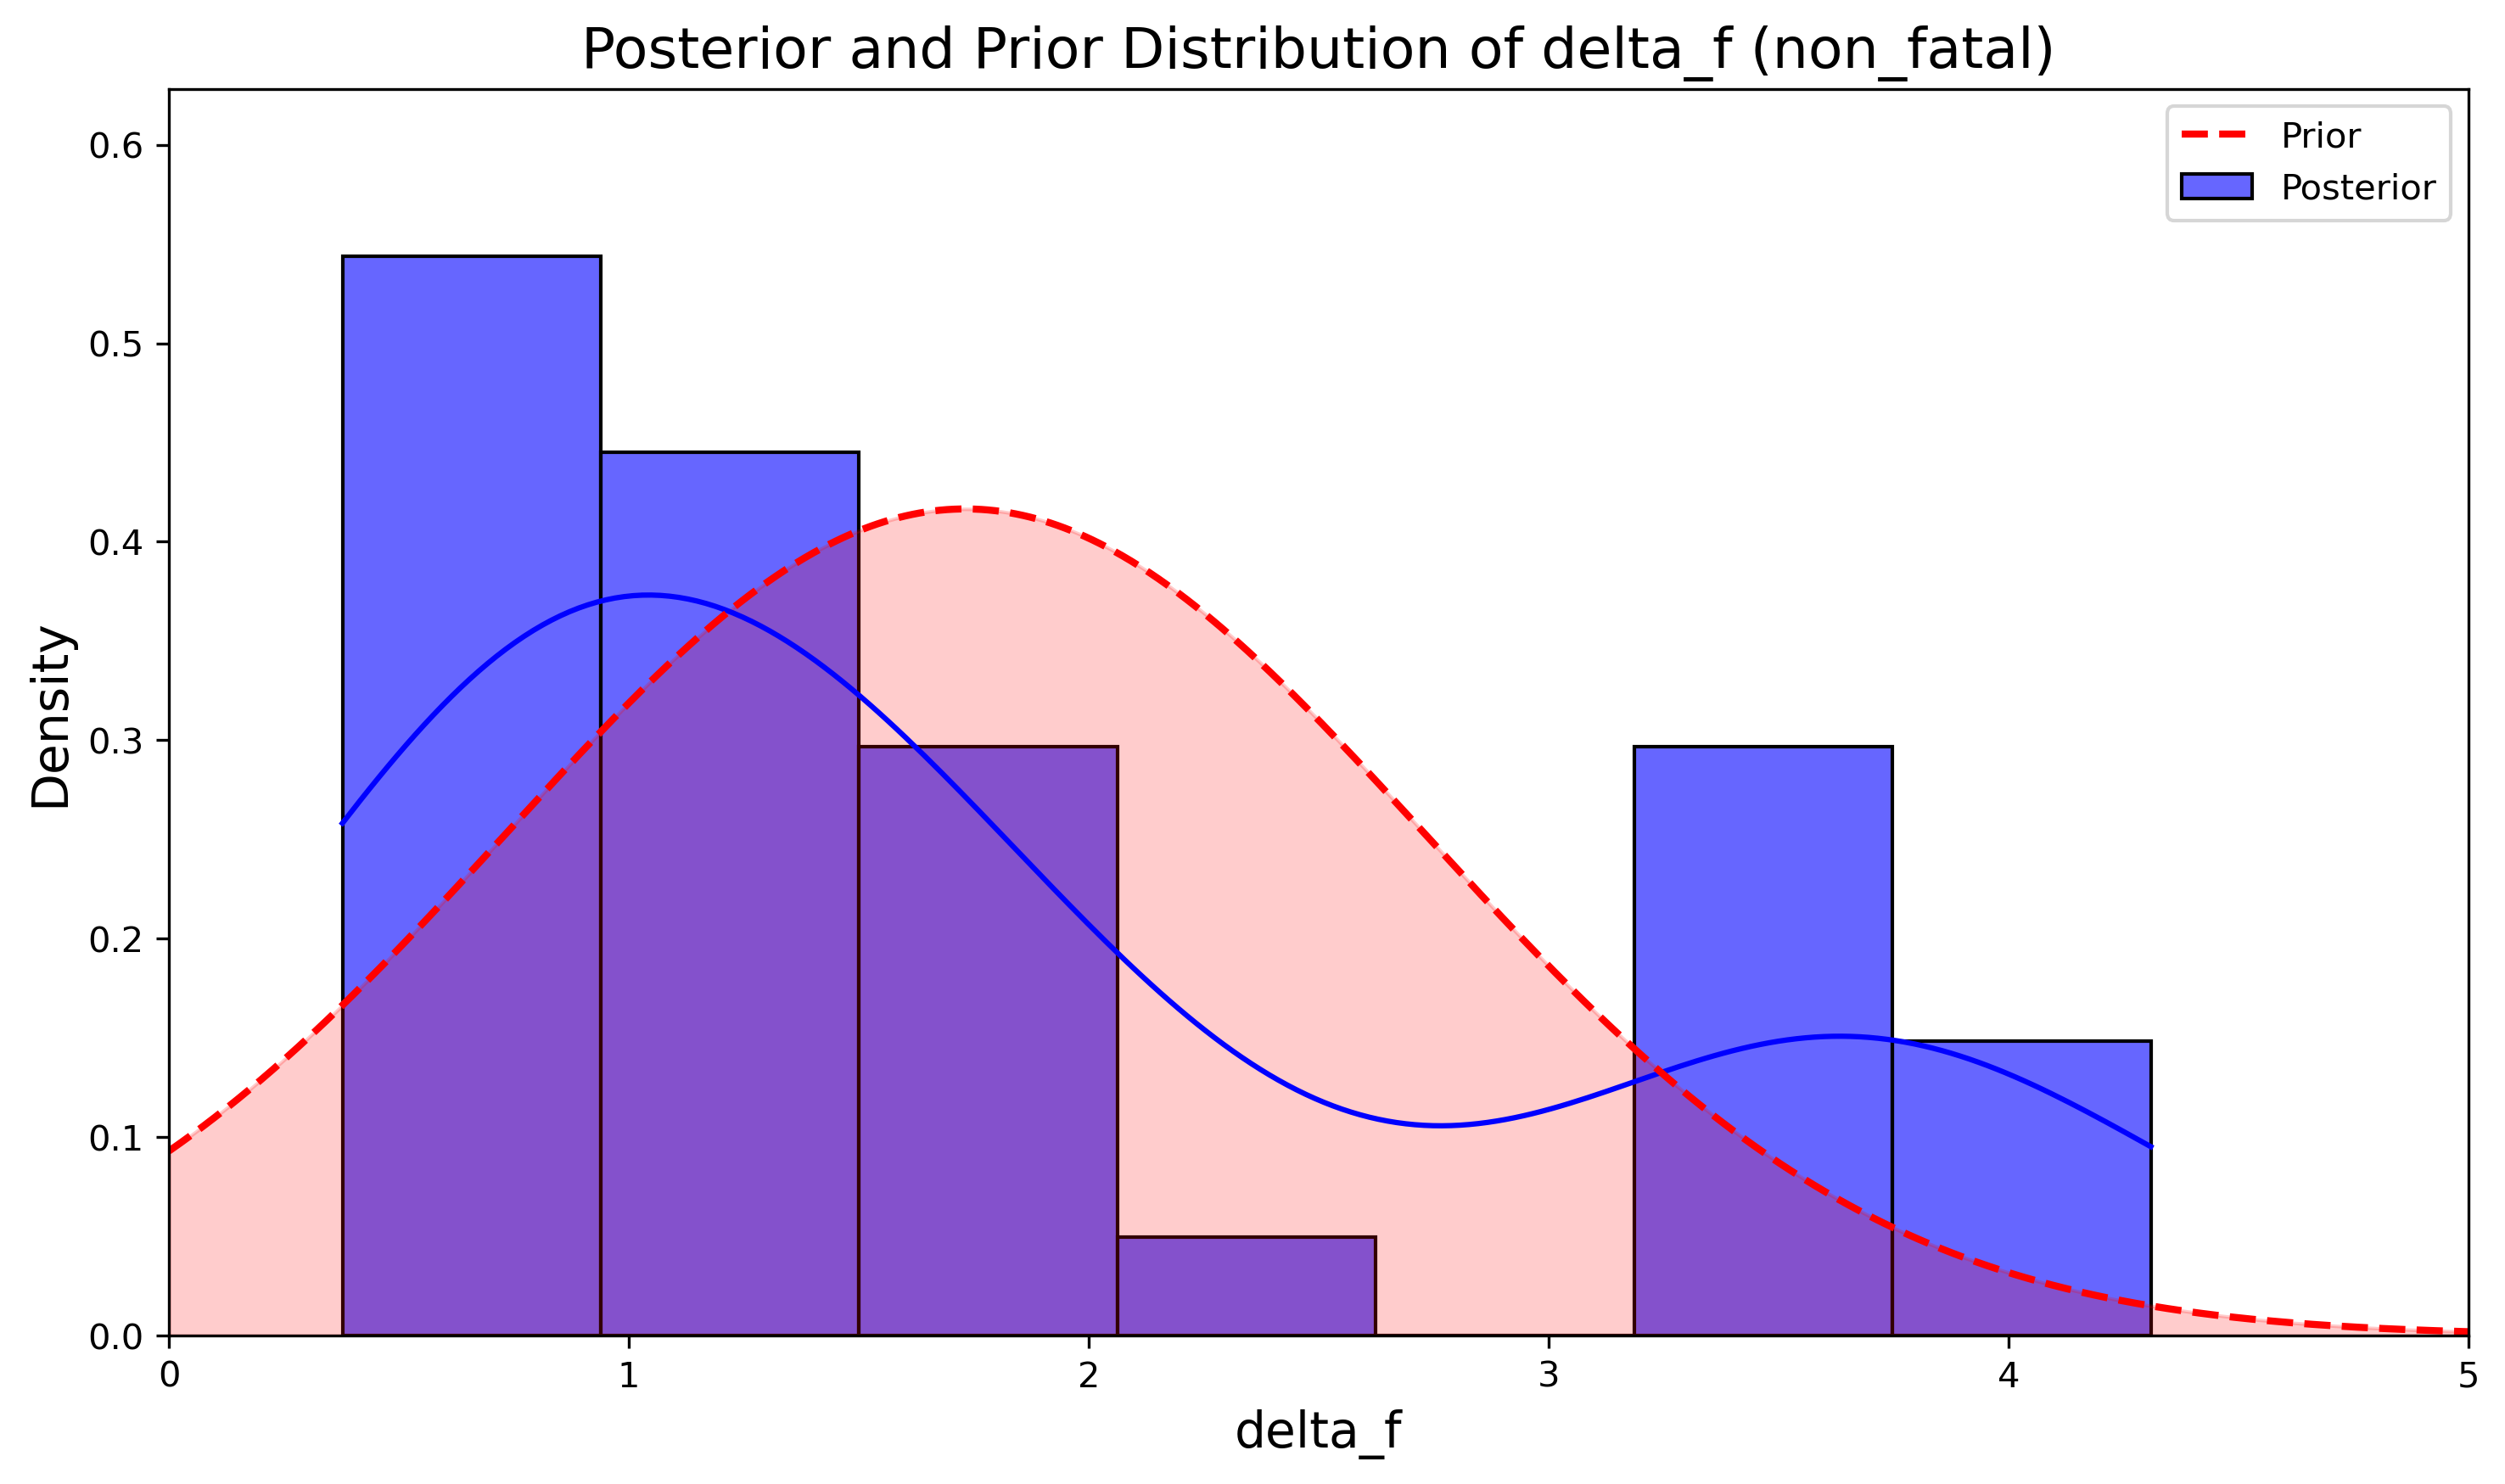 Posterior and Prior Distribution of delta_f (non_fatal)
Prior
Posterior
Density
0.6
0.5
0.4
0.3
0.2
0.1
0.0
0 1 2 3 4 5
delta_f